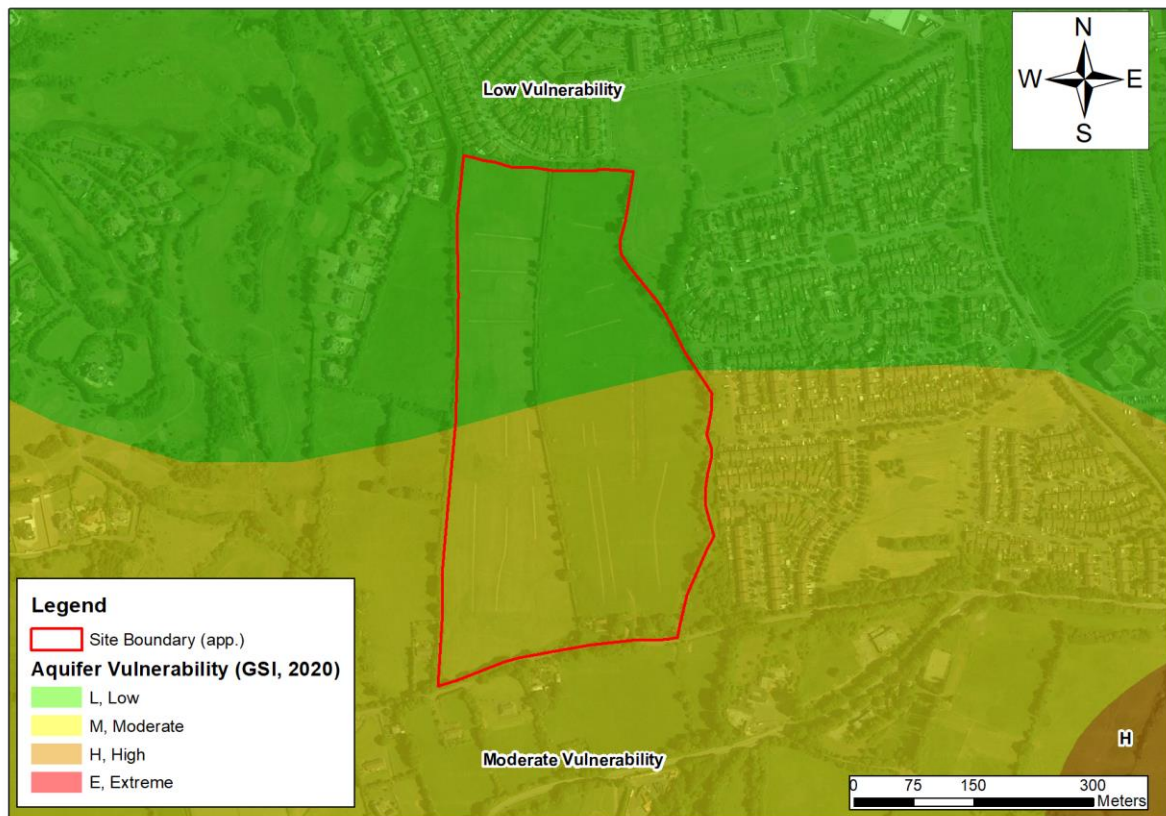 Low Vulnerability
N
W E
S
Legend
Site Boundary (app.)
Aquifer Vulnerability (GSI, 2020)
L, Low
M, Moderate
H, High
E, Extreme
Moderate Vulnerability
H
0 75 150 300
Meters